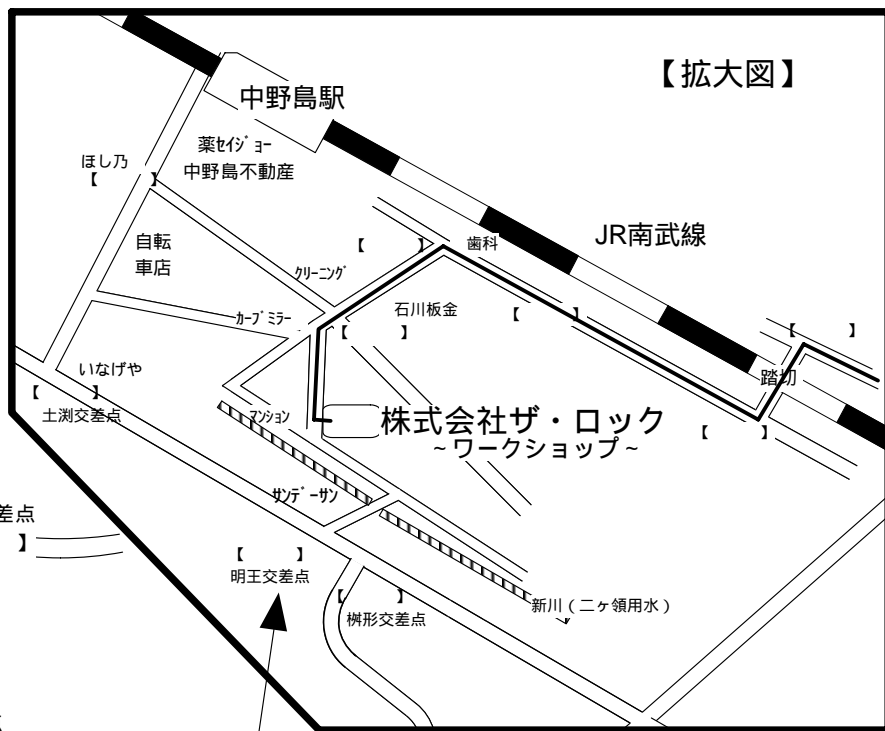 【拡大図】
中野島駅
薬セイジョー
中野島不動産
ほし乃
【 】
JR南武線
自転
車店
【 】
歯科
クリーニング
カーブミラー
石川板金
【 】
【 】
【 】
踏切
いなげや
【 】
土渕交差点
マンション
株式会社ザ・ロック
~ワークショップ~
【 】
サンデーサン
差点
】
【 】
明王交差点
【 】
桝形交差点
新川(二ヶ領用水)